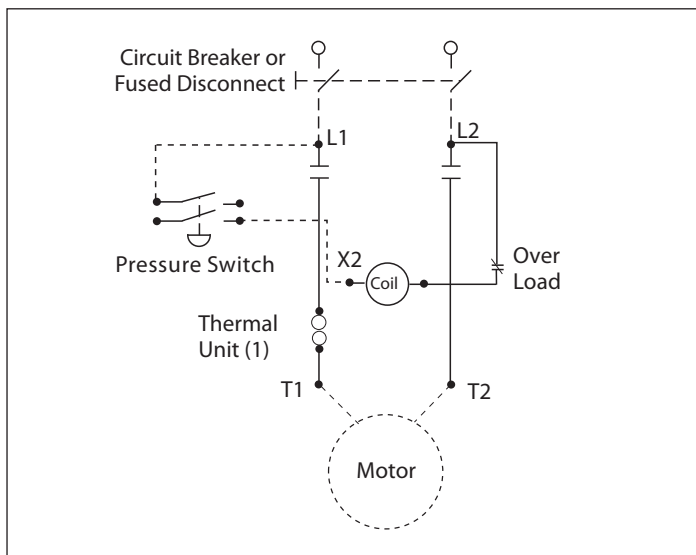 Circuit Breaker or
Fused Disconnect
L1
L2
Pressure Switch
X2
Coil
Over
Load
Thermal
Unit (1)
T1
T2
Motor